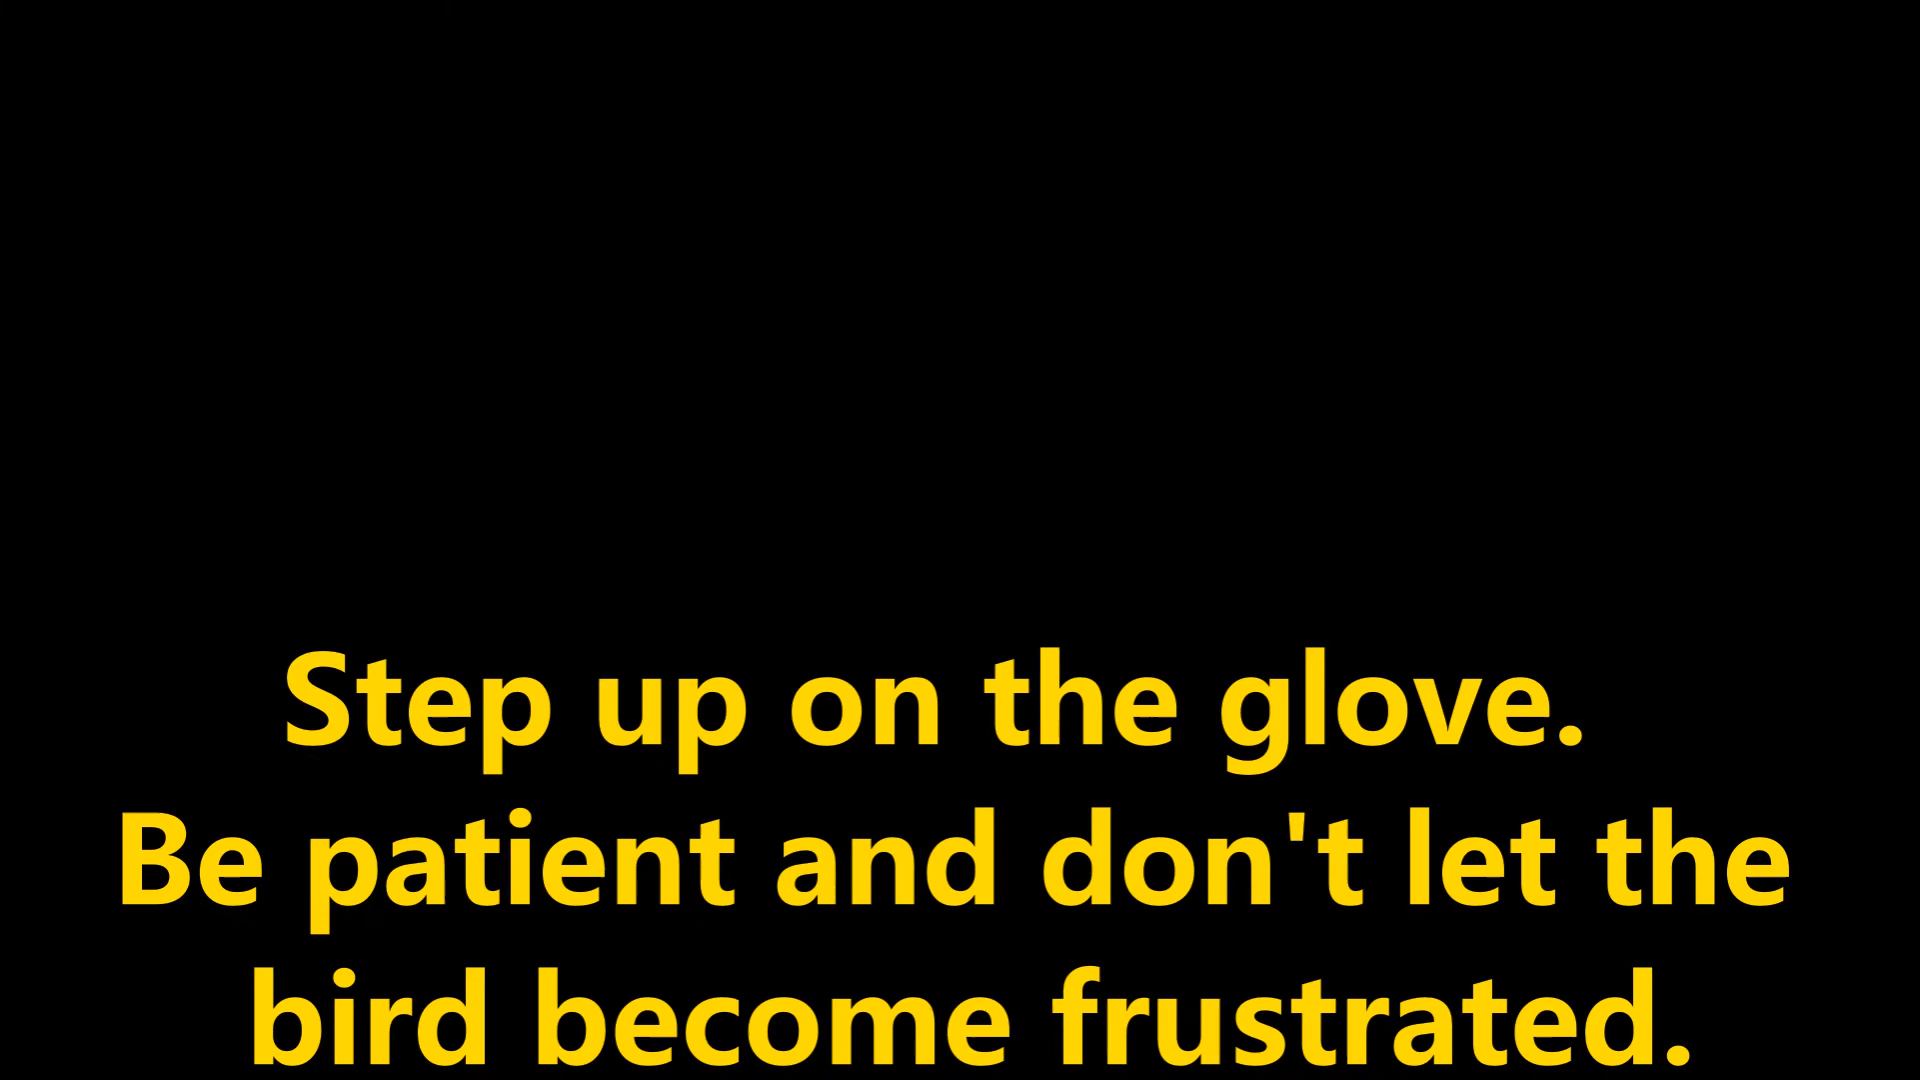 Step up on the glove.
Be patient and don't let the
bird become frustrated.